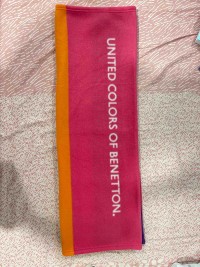 UNITED COLORS OF BENETTON.